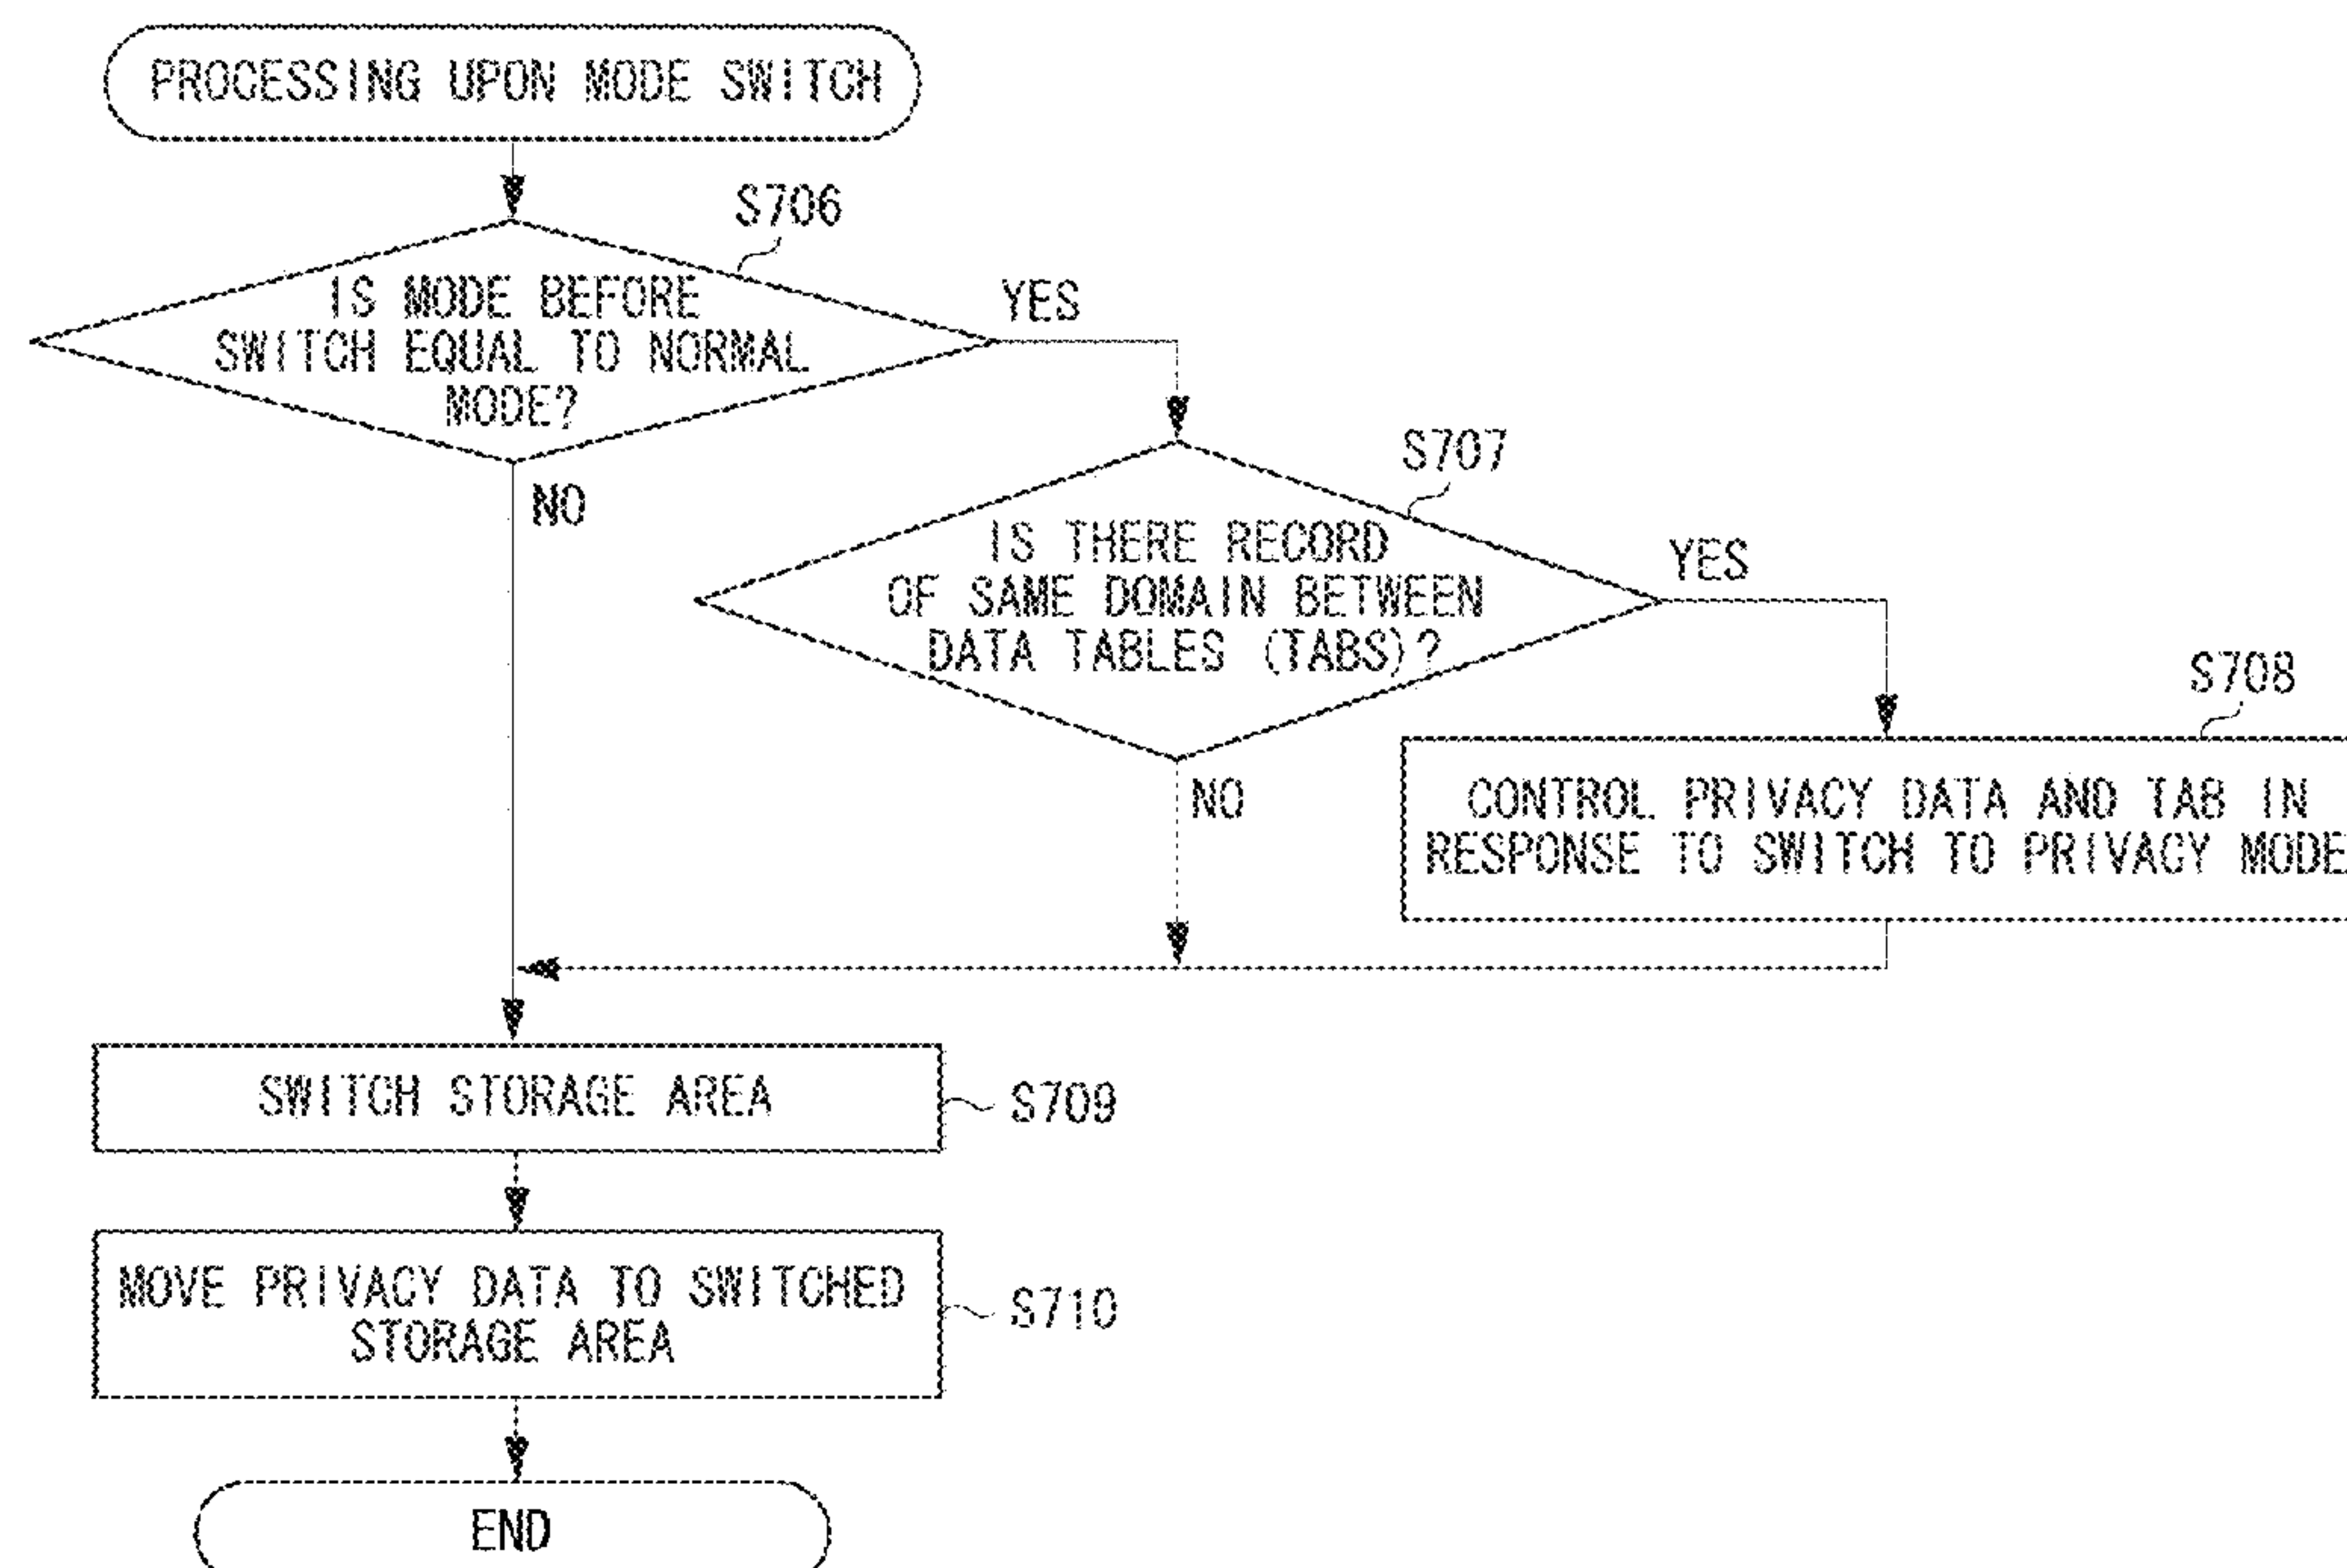 PROCESSING UPON MODE SWITCH
S706
IS MODE BEFORE
SWITCH EQUAL TO NORMAL
MODE?
YES
NO
S707
IS THERE RECORD
OF SAME DOMAIN BETWEEN
DATA TABLES (TABS)?
YES
NO
S708
CONTROL PRIVACY DATA AND TAB IN
RESPONSE TO SWITCH TO PRIVACY MODE
SWITCH STORAGE AREA
S709
MOVE PRIVACY DATA TO SWITCHED
STORAGE AREA
S710
END